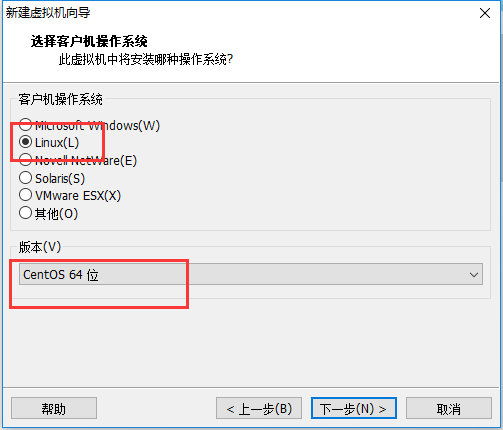 新建虚拟机向导
选择客户机操作系统
此虚拟机中将安装哪种操作系统?
客户机操作系统
Microsoft Windows(W)
Linux(L)
Novell NetWare(E)
Solaris(S)
VMware ESX(X)
其他(O)
版本(V)
CentOS 64 位
帮助
< 上一步(B)
下一步(N) >
取消